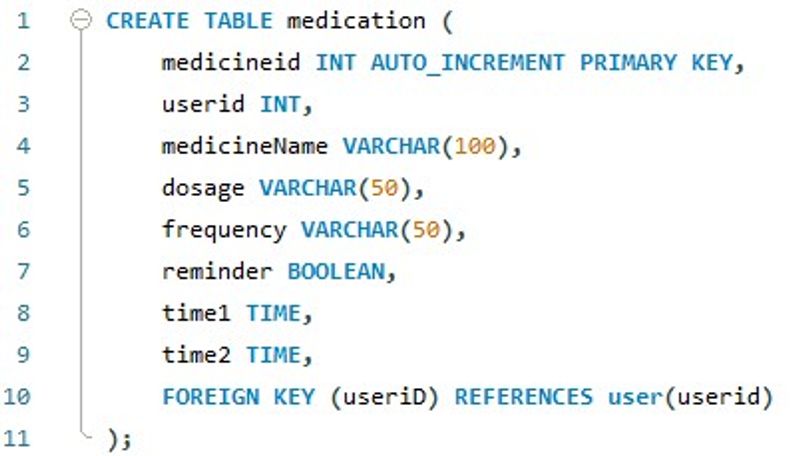 1 CREATE TABLE medication (
2 medicineid INT AUTO_INCREMENT PRIMARY KEY,
3 userid INT,
4 medicineName VARCHAR(100),
5 dosage VARCHAR(50),
6 frequency VARCHAR(50),
7 reminder BOOLEAN,
8 time1 TIME,
9 time2 TIME,
10 FOREIGN KEY (useriD) REFERENCES user(userid)
11 );